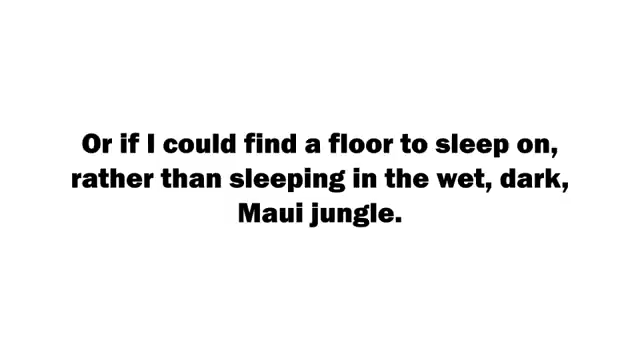 Or if I could find a floor to sleep on,
rather than sleeping in the wet, dark,
Maui jungle.